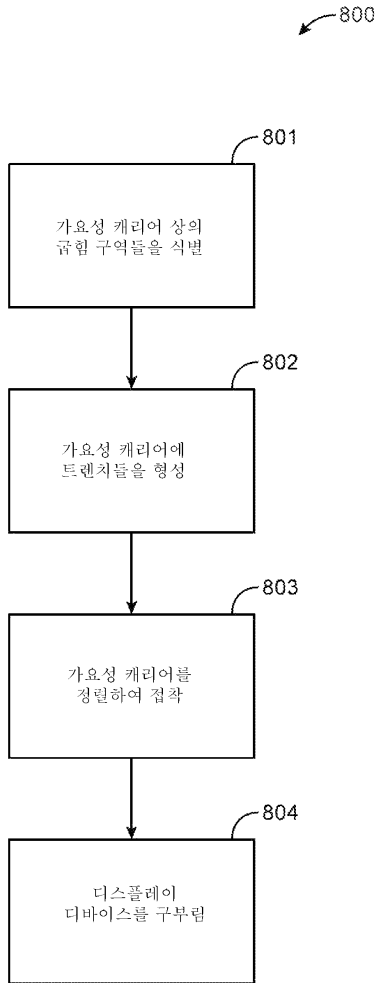 800
801
가요성 캐리어 상의
굽힘 구역들을 식별
802
가요성 캐리어에
트렌치들을 형성
803
가요성 캐리어를
정렬하여 접착
804
디스플레이
디바이스를 구부림